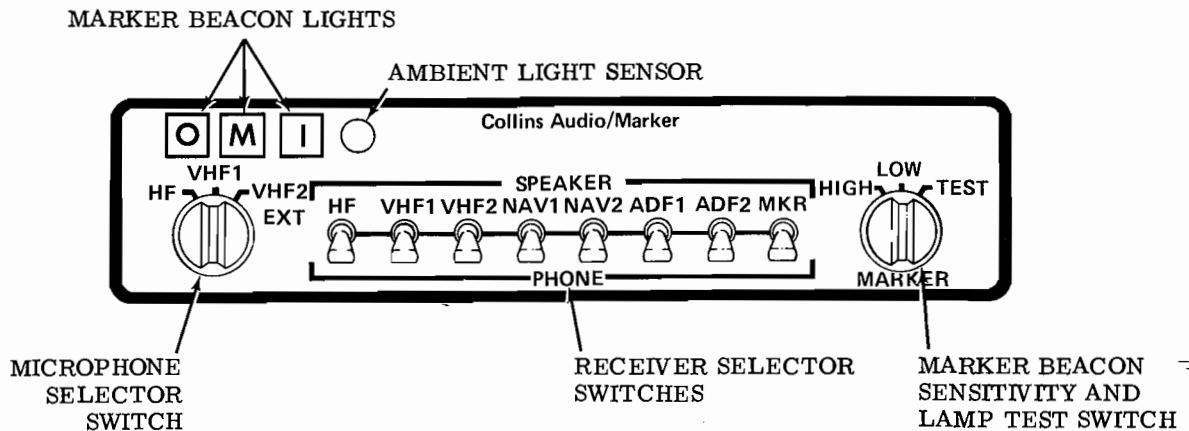 MARKER BEACON LIGHTS
AMBIENT LIGHT SENSOR
Collins Audio/Marker
O M I
HF VHF1 VHF2
EXT
SPEAKER
HF VHF1 VHF2 NAV1 NAV2 ADF1 ADF2 MKR
PHONE
HIGH LOW TEST
MARKER
MICROPHONE
SELECTOR
SWITCH
RECEIVER SELECTOR
SWITCHES
MARKER BEACON
SENSITIVITY AND
LAMP TEST SWITCH